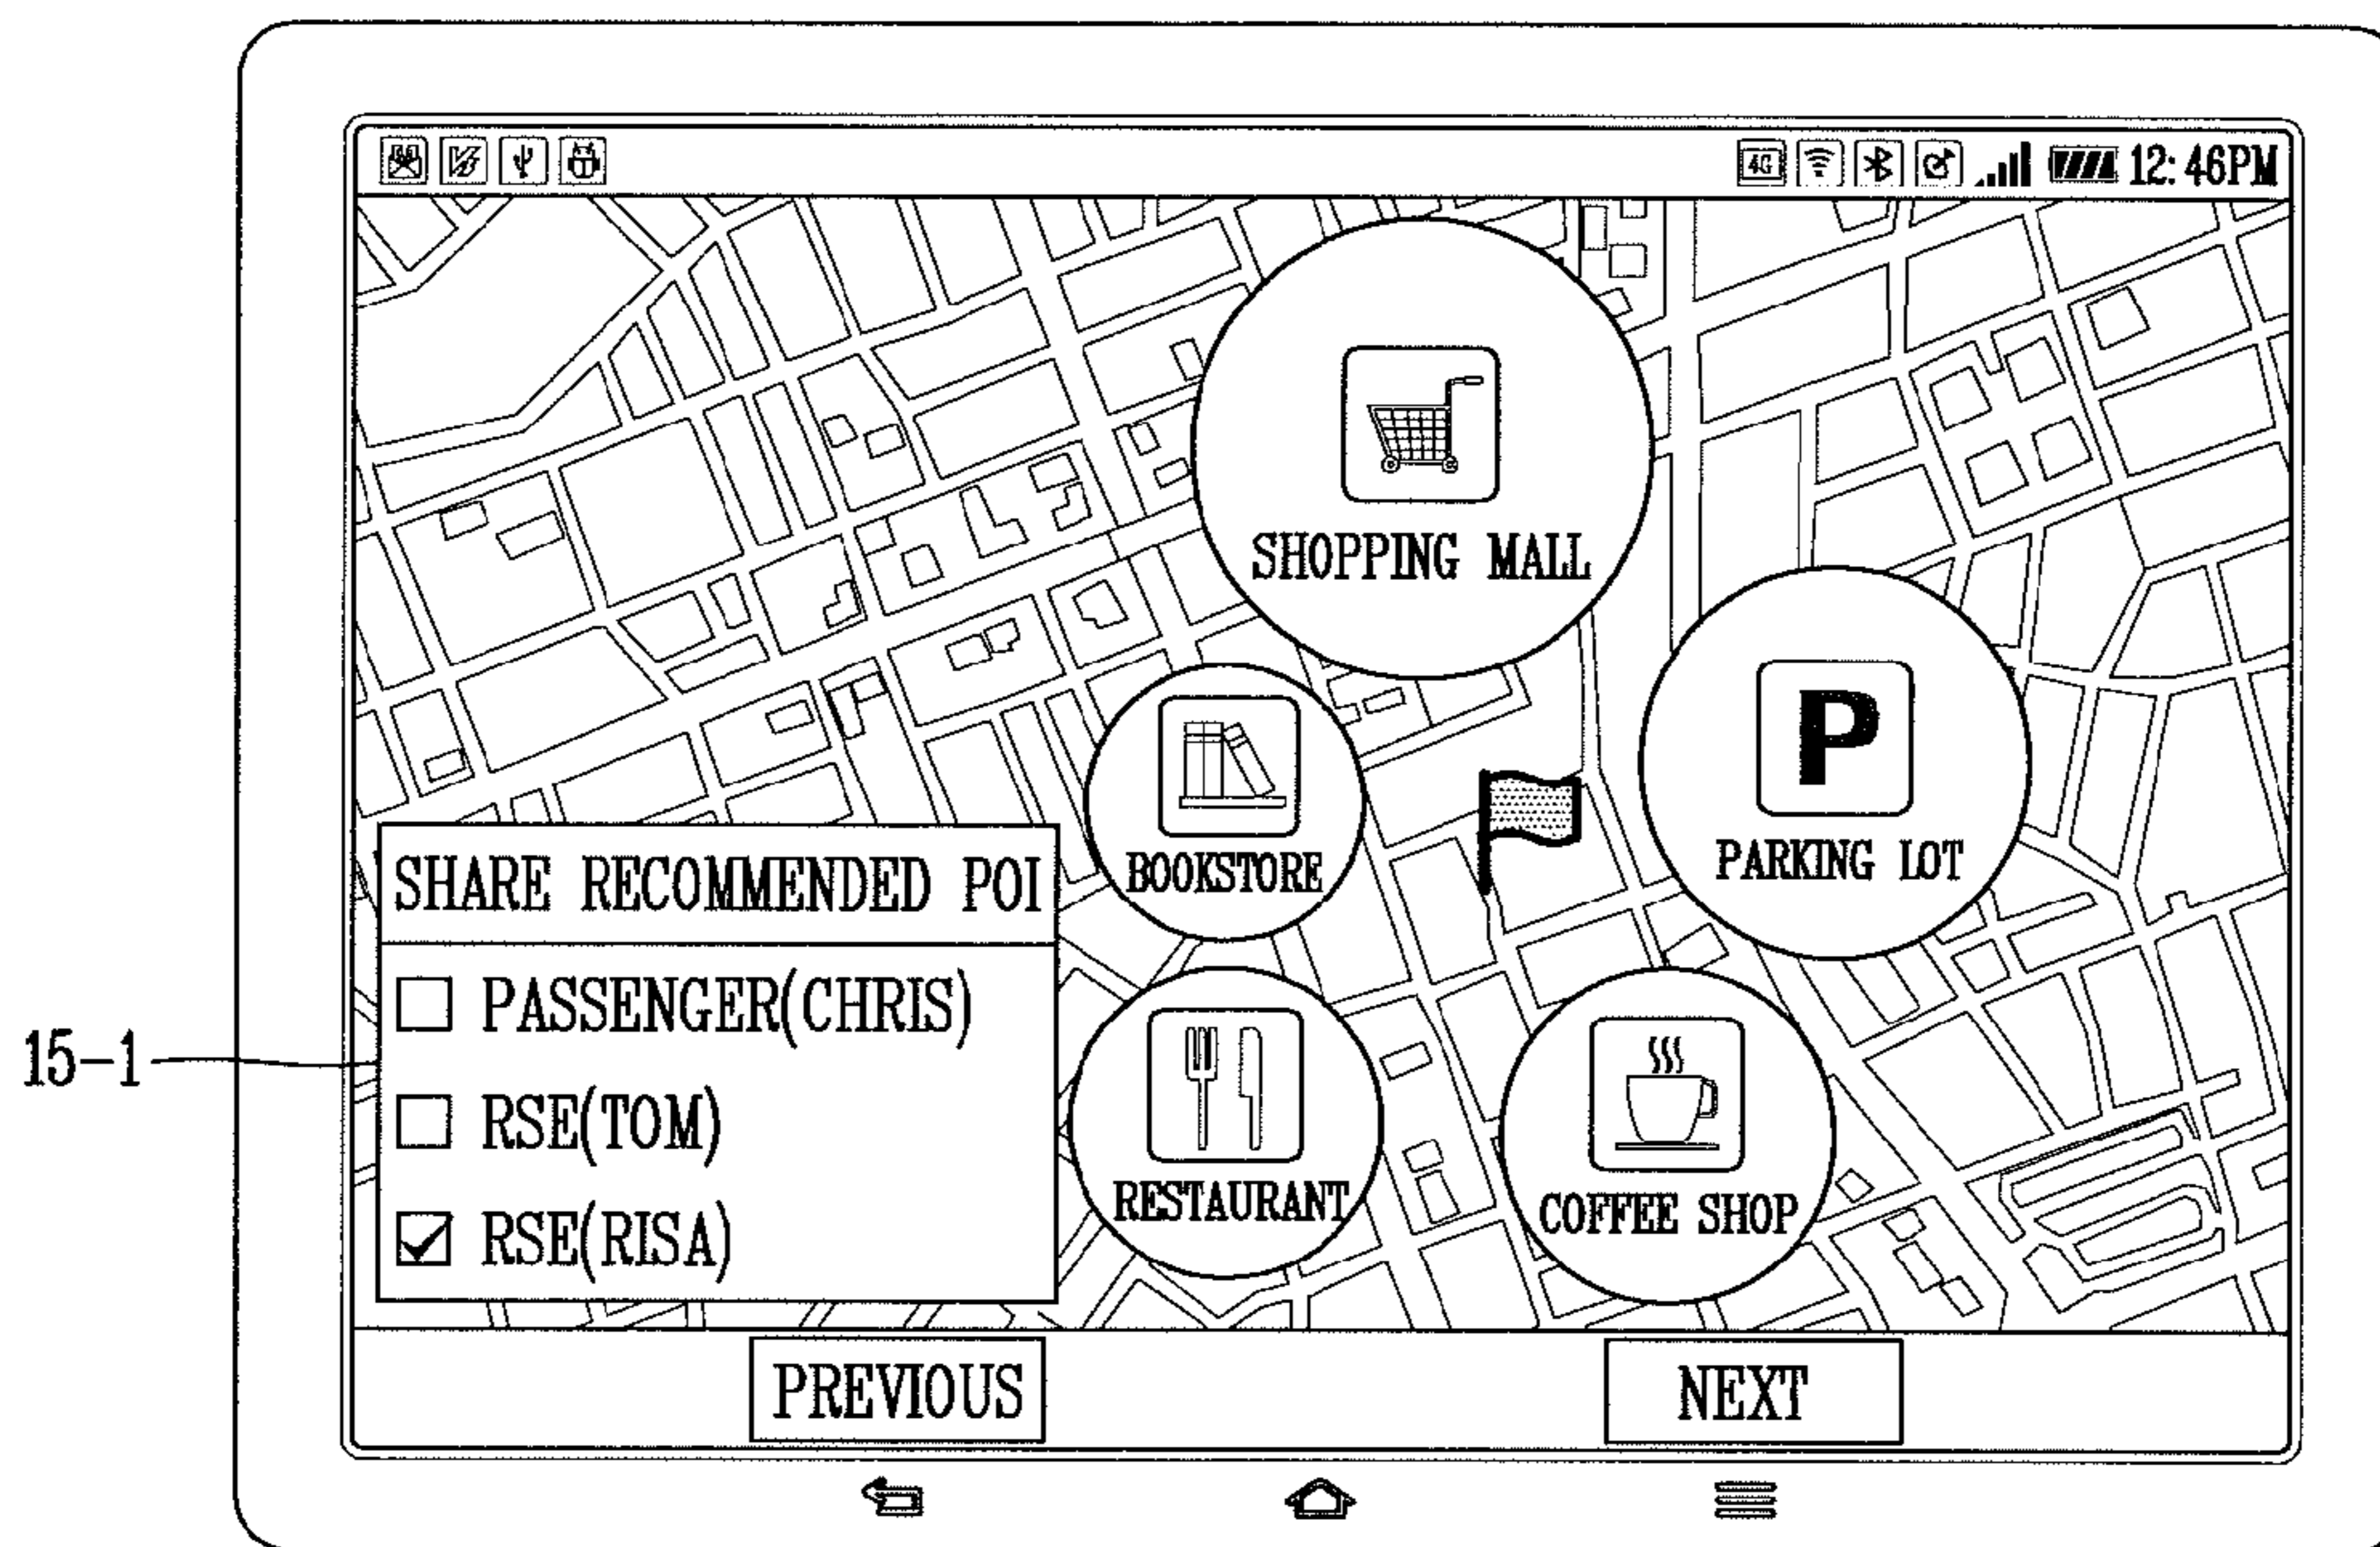 4G 12:46PM
SHOPPING MALL
P
PARKING LOT
BOOKSTORE
SHARE RECOMMENDED POI
PASSENGER(CHRIS)
15-1
RSE(TOM)
RSE(RISA)
RESTAURANT
COFFEE SHOP
PREVIOUS NEXT